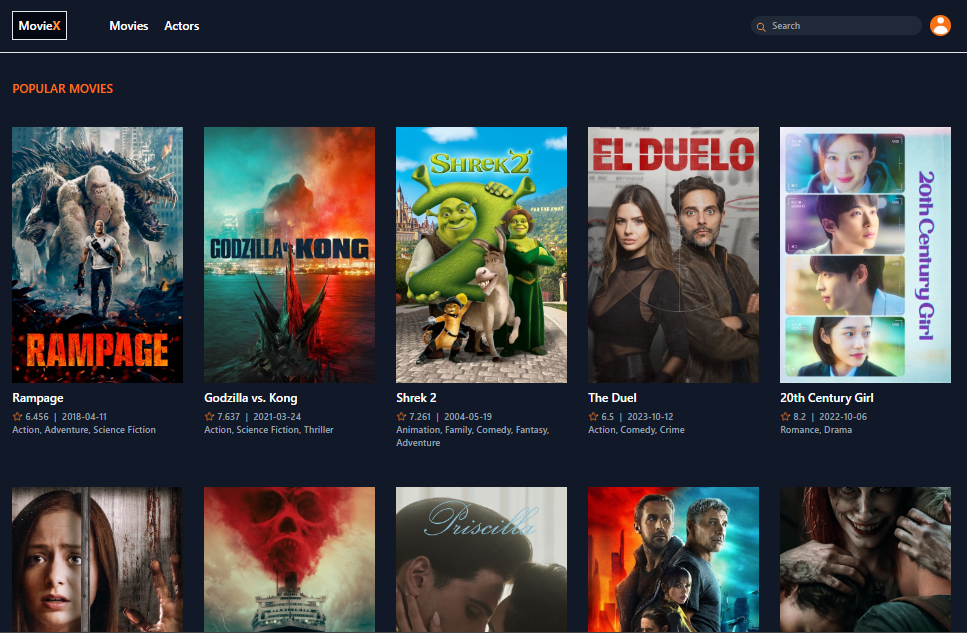 MovieX
Movies
Actors
Search
POPULAR MOVIES
RAMPAGE
GODZILLA VS. KONG
SHREK 2
FAR FAR AWAY
EL DUELO
20th Century Girl
Rampage
6.456 | 2018-04-11
Action, Adventure, Science Fiction
Godzilla vs. Kong
7.637 | 2021-03-24
Action, Science Fiction, Thriller
Shrek 2
7.261 | 2004-05-19
Animation, Family, Comedy, Fantasy,
Adventure
The Duel
6.5 | 2023-10-12
Action, Comedy, Crime
20th Century Girl
8.2 | 2022-10-06
Romance, Drama
Priscilla